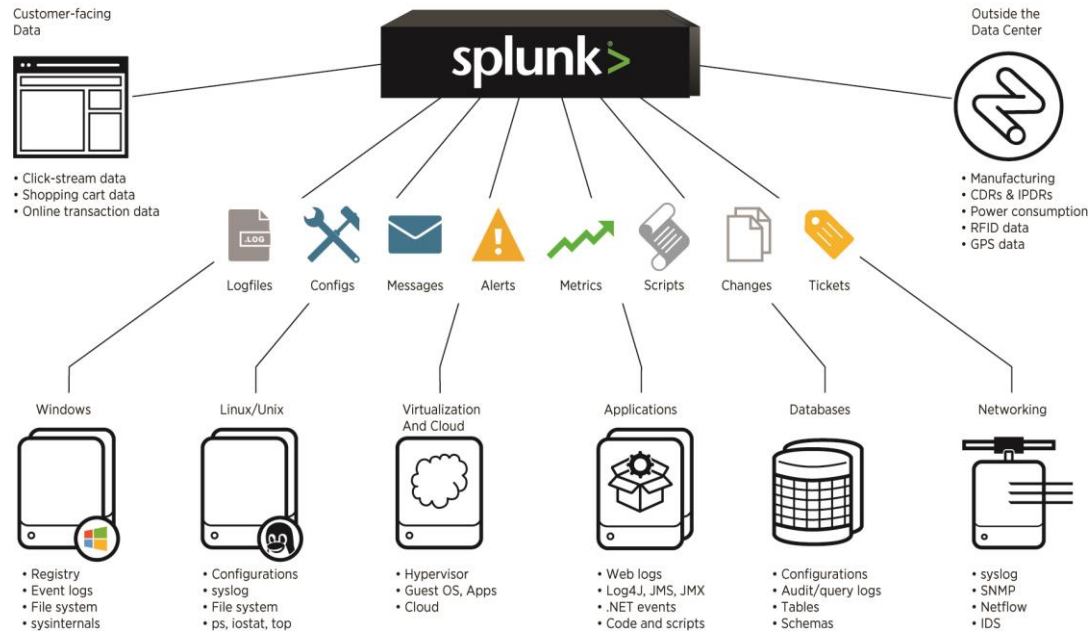 Customer-facing
Data
splunk>
Outside the
Data Center
• Click-stream data
• Shopping cart data
• Online transaction data
• Manufacturing
• CDRs & IPDRs
• Power consumption
• RFID data
• GPS data
.LOG
Logfiles
Configs
Messages
Alerts
Metrics
Scripts
Changes
Tickets
Windows
Linux/Unix
Virtualization
And Cloud
Applications
Databases
Networking
• Registry
• Event logs
• File system
• sysinternals
• Configurations
• syslog
• File system
• ps, iostat, top
• Hypervisor
• Guest OS, Apps
• Cloud
• Web logs
• Log4J, JMS, JMX
• .NET events
• Code and scripts
• Configurations
• Audit/query logs
• Tables
• Schemas
• syslog
• SNMP
• Netflow
• IDS